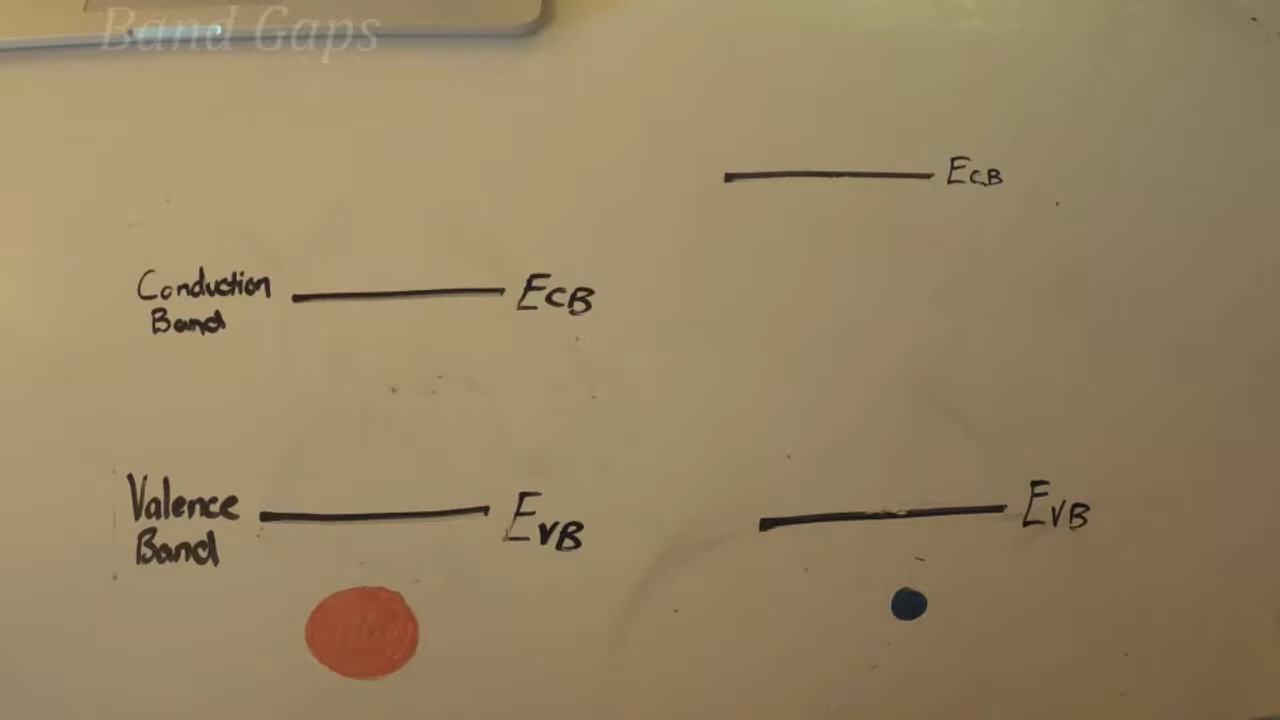 Band Gaps
ECB
Conduction
Band
ECB
Valence
Band
EVB
EVB